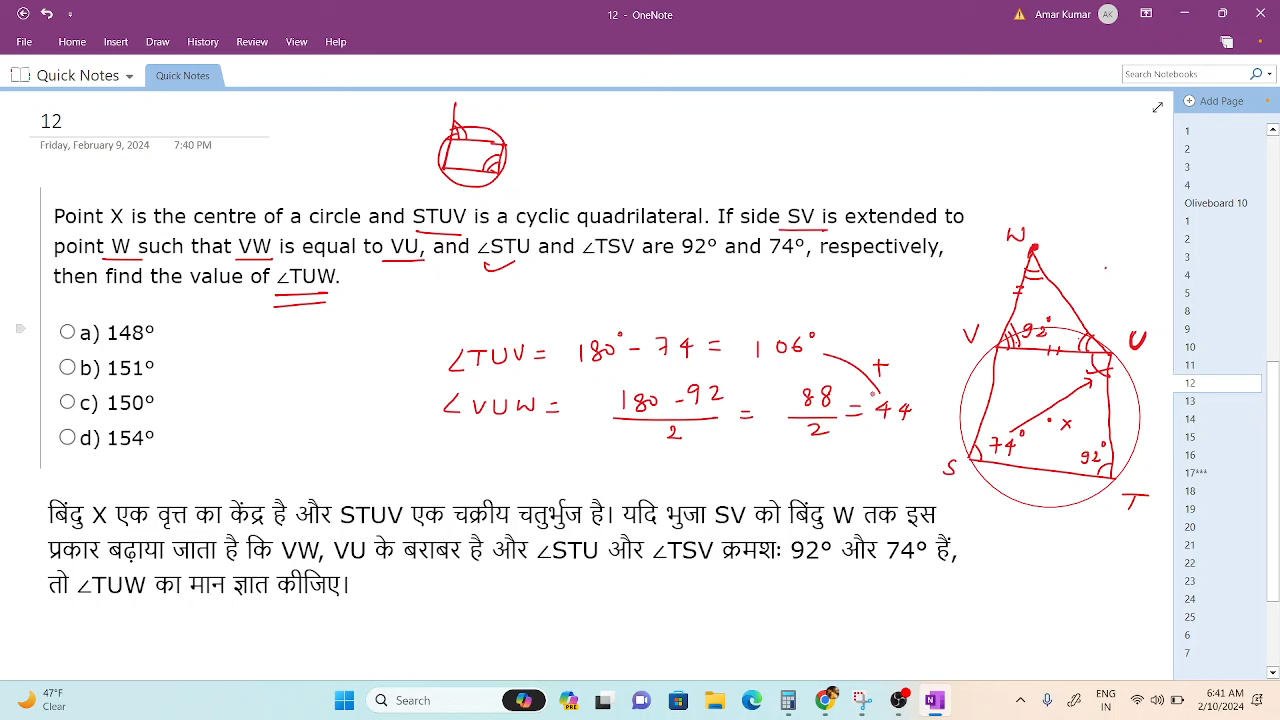 12 - OneNote
Amar Kumar AK
File Home Insert Draw History Review View Help
Quick Notes Quick Notes
Search Notebooks
12
Friday, February 9, 2024 7:40 PM
Add Page
Point X is the centre of a circle and STUV is a cyclic quadrilateral. If side SV is extended to
point W such that VW is equal to VU, and ∠STU and ∠TSV are 92° and 74°, respectively,
then find the value of ∠TUW.
a) 148°
b) 151°
c) 150°
d) 154°
∠TUV = 180° - 74 = 106°
+
∠VUW = 180 - 92 / 2 = 88 / 2 = 44
W
V 92° U
74° x 92°
S T
बिंदु X एक वृत्त का केंद्र है और STUV एक चक्रीय चतुर्भुज है। यदि भुजा SV को बिंदु W तक इस
प्रकार बढ़ाया जाता है कि VW, VU के बराबर है और ∠STU और ∠TSV क्रमशः 92° और 74° हैं,
तो ∠TUW का मान ज्ञात कीजिए।
1
2
3
4
Oliveboard 10
1
2
3
4
5
8
9
10
11
12
13
14
15
16
17***
18
19
20
21
22
23
24
25
6
7
47°F
Clear
Search
PRE
ENG
IN
2:41 AM
2/10/2024